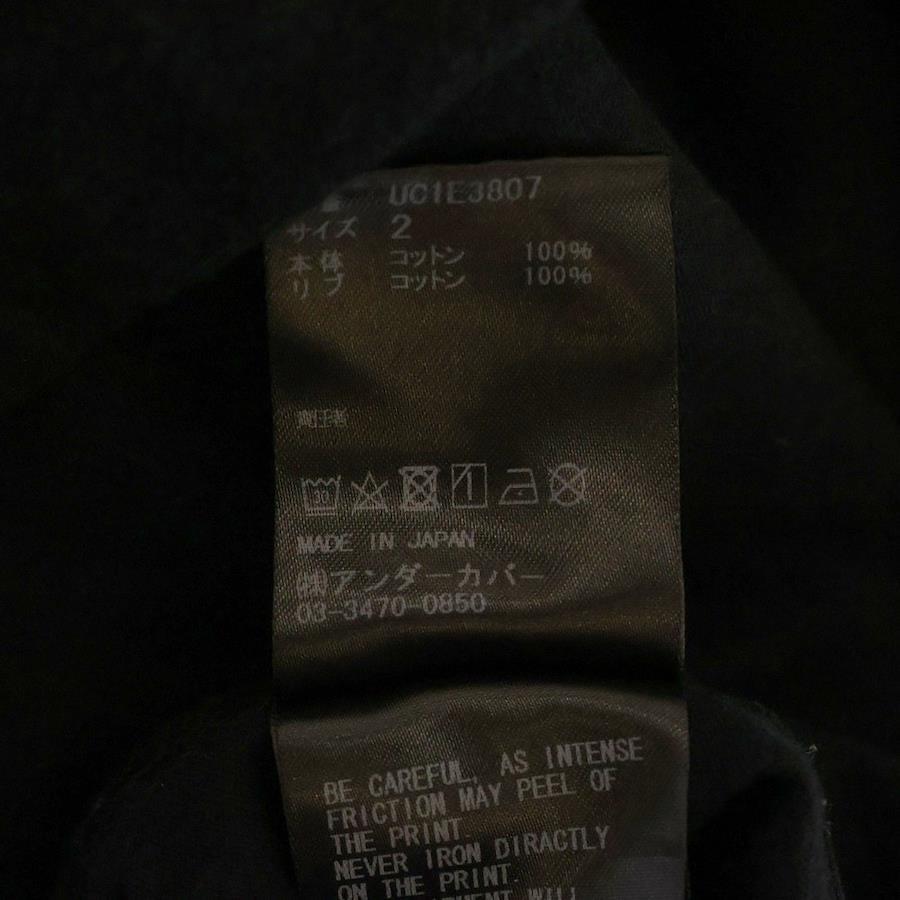 UC1E3807
サイズ 2
本体 コットン 100%
リブ コットン 100%
30
MADE IN JAPAN
㈱アンダーカバー
03-3470-0850
BE CAREFUL, AS INTENSE
FRICTION MAY PEEL OF
THE PRINT.
NEVER IRON DIRACTLY
ON THE PRINT.
WILL